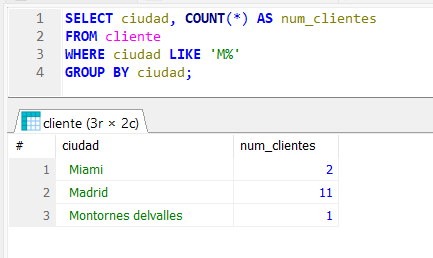 1 SELECT ciudad, COUNT(*) AS num_clientes
2 FROM cliente
3 WHERE ciudad LIKE 'M%'
4 GROUP BY ciudad;
cliente (3r × 2c)
# ciudad num_clientes
1 Miami 2
2 Madrid 11
3 Montornes delvalles 1